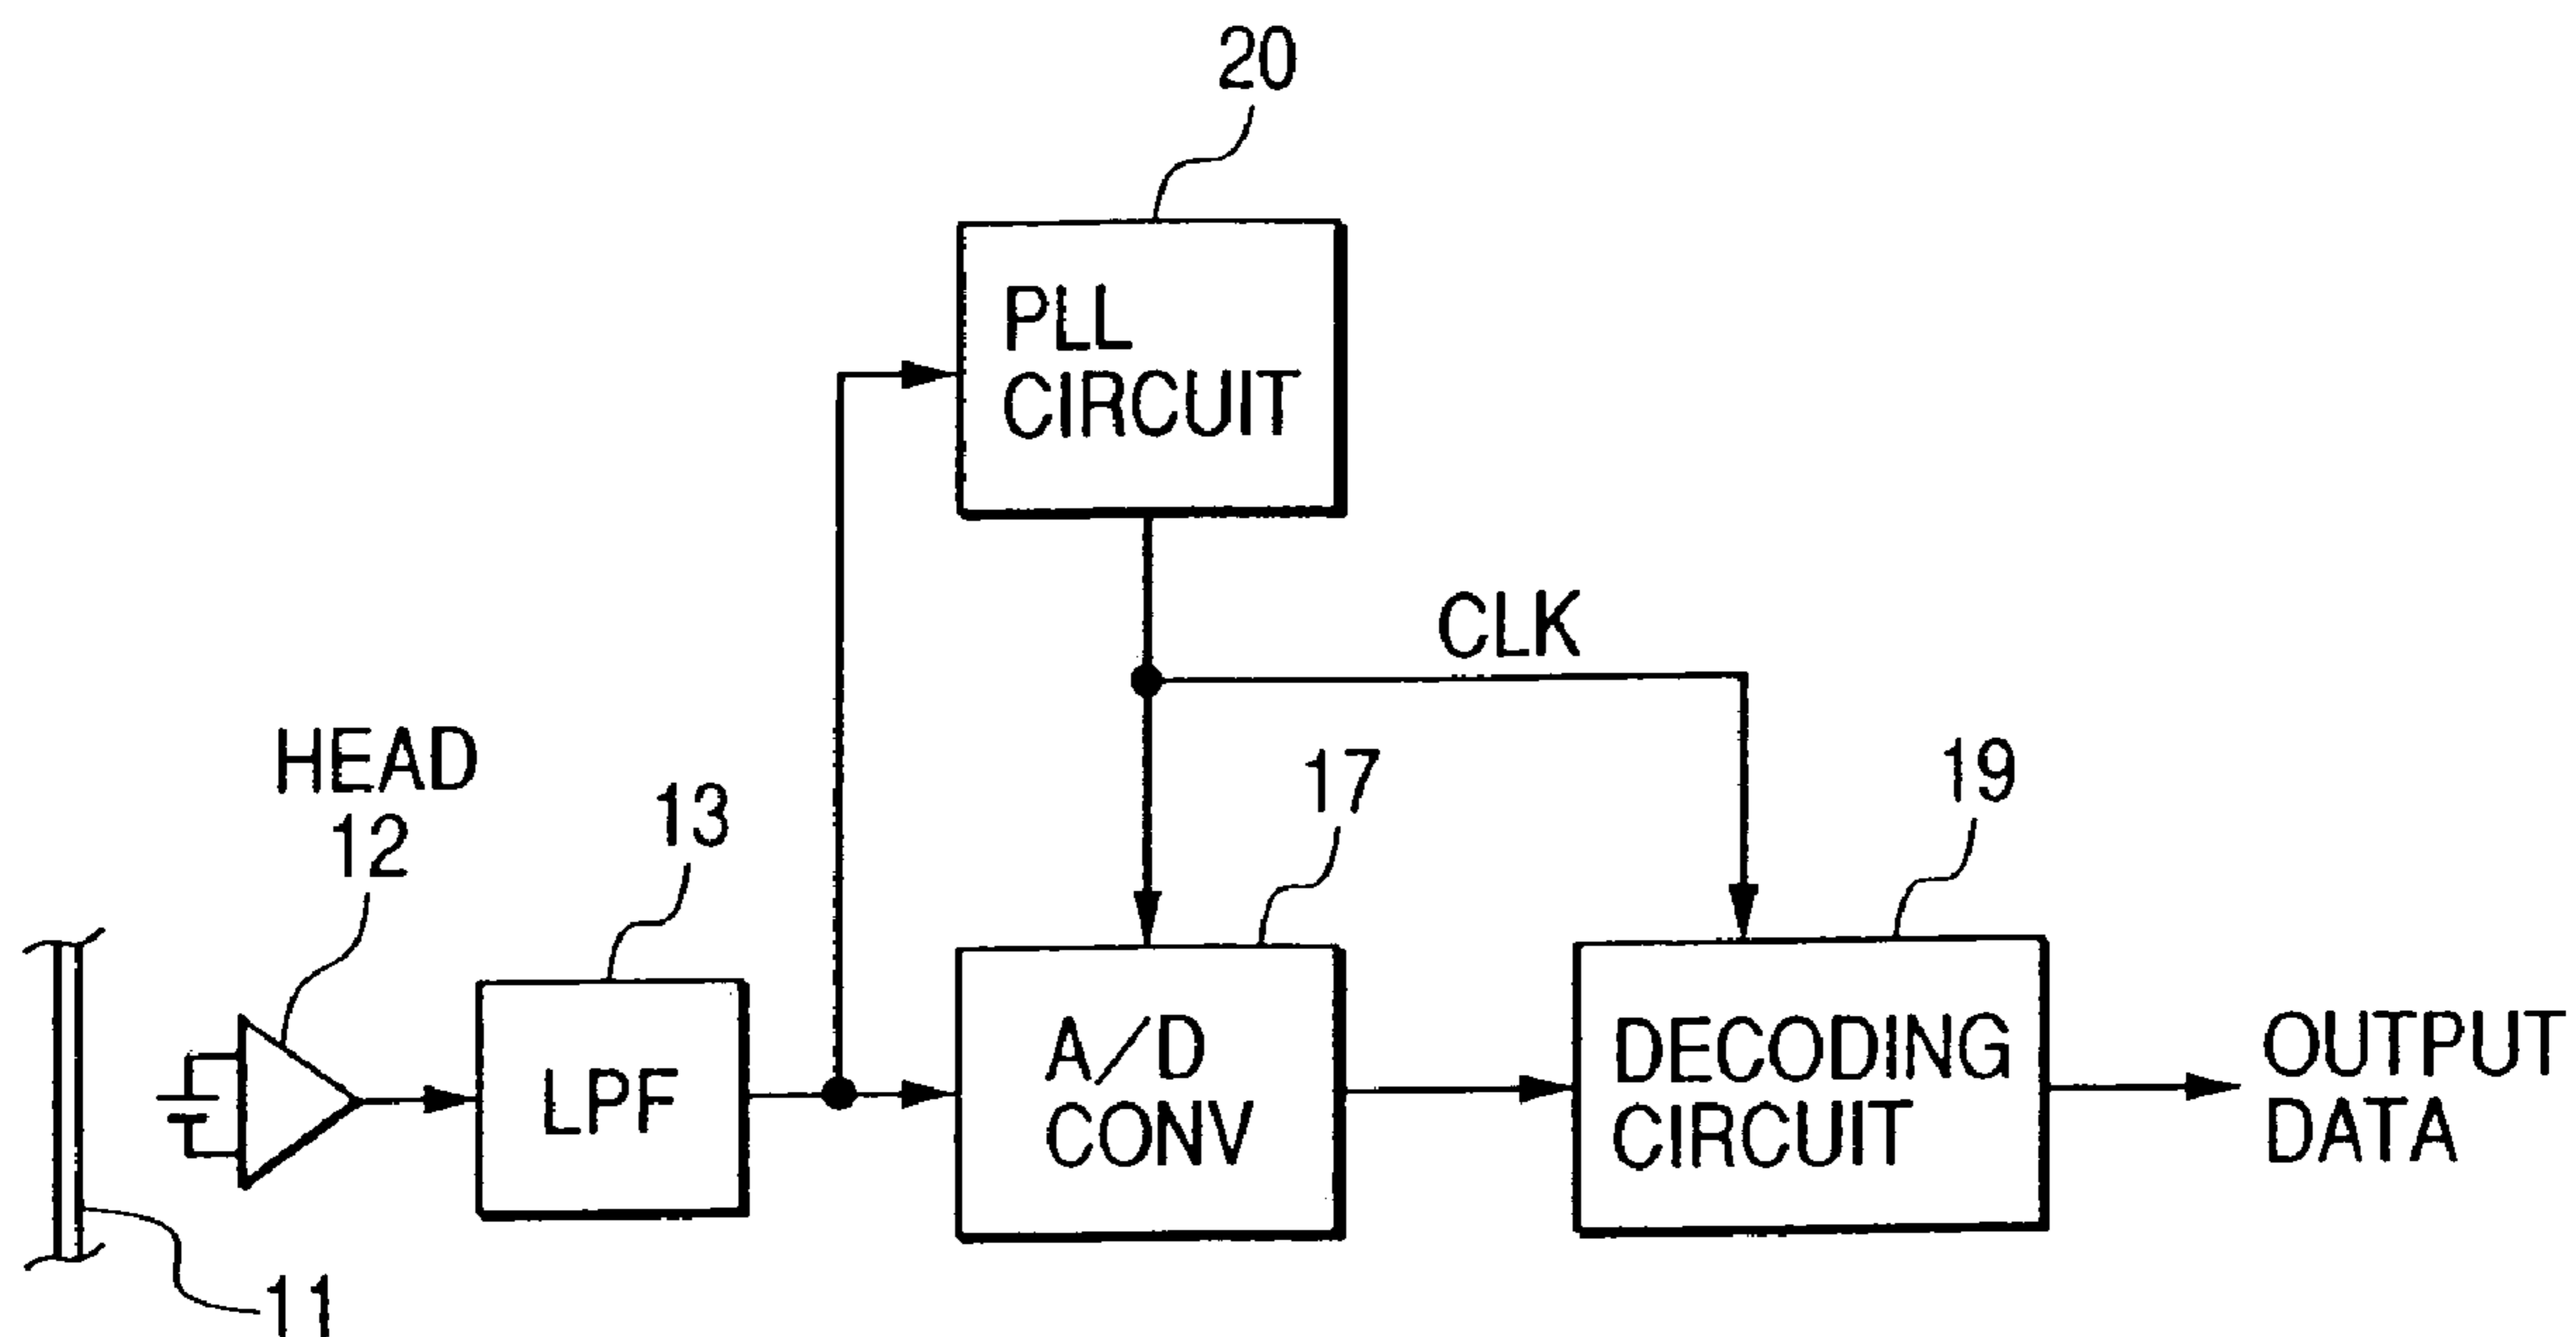 20
PLL
CIRCUIT
CLK
HEAD
12
13
17
19
LPF
A/D
CONV
DECODING
CIRCUIT
OUTPUT
DATA
11